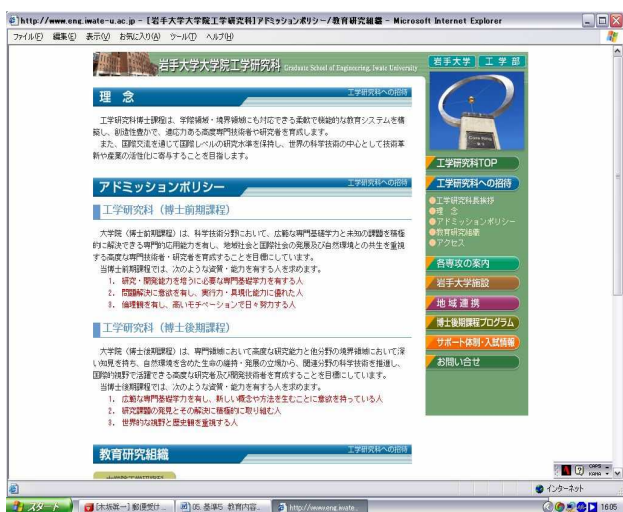 http://www.eng.iwate-u.ac.jp - [岩手大学大学院工学研究科]アドミッションポリシー/教育研究組織 - Microsoft Internet Explorer
ファイル(F) 編集(E) 表示(V) お気に入り(A) ツール(T) ヘルプ(H)
岩手大学大学院工学研究科 Graduate School of Engineering, Iwate University
岩手大学 工学部
理 念
工学研究科への招待
工学研究科博士課程は、学際領域・境界領域にも対応できる柔軟で機能的な教育システムを構
築し、創造性豊かで、適応力ある高度専門技術者や研究者を育成します。
また、国際交流を通じて国際レベルの研究水準を保持し、世界の科学技術の中心として技術革
新や産業の活性化に寄与することを目指します。
アドミッションポリシー
工学研究科への招待
工学研究科（博士前期課程）
大学院（博士前期課程）は、科学技術分野において、広範な専門基礎学力と未知の課題を積極
的に解決できる専門的応用能力を有し、地域社会と国際社会の発展及び自然環境との共生を重視
する高度な専門技術者・研究者を育成することを目標にしています。
当博士前期課程では、次のような資質・能力を有する人を求めます。
1. 研究・開発能力を培うに必要な専門基礎学力を有する人
2. 問題解決に意欲を有し、実行力・具現化能力に優れた人
3. 倫理観を有し、高いモチベーションで日々努力する人
工学研究科（博士後期課程）
大学院（博士後期課程）は、専門領域において高度な研究能力と他分野の境界領域において深
い知見を持ち、自然環境を含めた生命の維持・発展の立場から、関連分野の科学技術を推進し、
国際的視野で活躍できる高度な研究者及び開発技術者を育成することを目標にしています。
当博士後期課程では、次のような資質・能力を有する人を求めます。
1. 広範な専門基礎学力を有し、新しい概念や方法を生むことに意欲を持っている人
2. 研究課題の発見とその解決に積極的に取り組む人
3. 世界的な視野と歴史観を重視する人
教育研究組織
工学研究科への招待
工学研究科TOP
工学研究科への招待
工学研究科長挨拶
理 念
アドミッションポリシー
教育研究組織
アクセス
各専攻の案内
岩手大学施設
地域連携
博士後期課程プログラム
サポート体制・入試情報
お問い合せ
A
CAPS
KANA
インターネット
スタート
05. 基準5 教育内容...
http://www.eng.iwate...
16:05